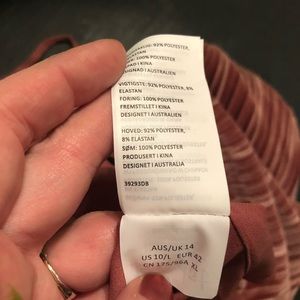 92% POLYESTER
100% POLYESTER
I KINA
I AUSTRALIEN
VIGTIGSTE: 92% POLYESTER, 8%
ELASTAN
FORING: 100% POLYESTER
FREMSTILLET I KINA
DESIGNET I AUSTRALIEN
HOVED: 92% POLYESTER,
8% ELASTAN
SØM: 100% POLYESTER
PRODUSERT I KINA
DESIGNET I AUSTRALIA
39293DB
AUS/UK 14
US 10/L EUR 42
CN 175/96A XL